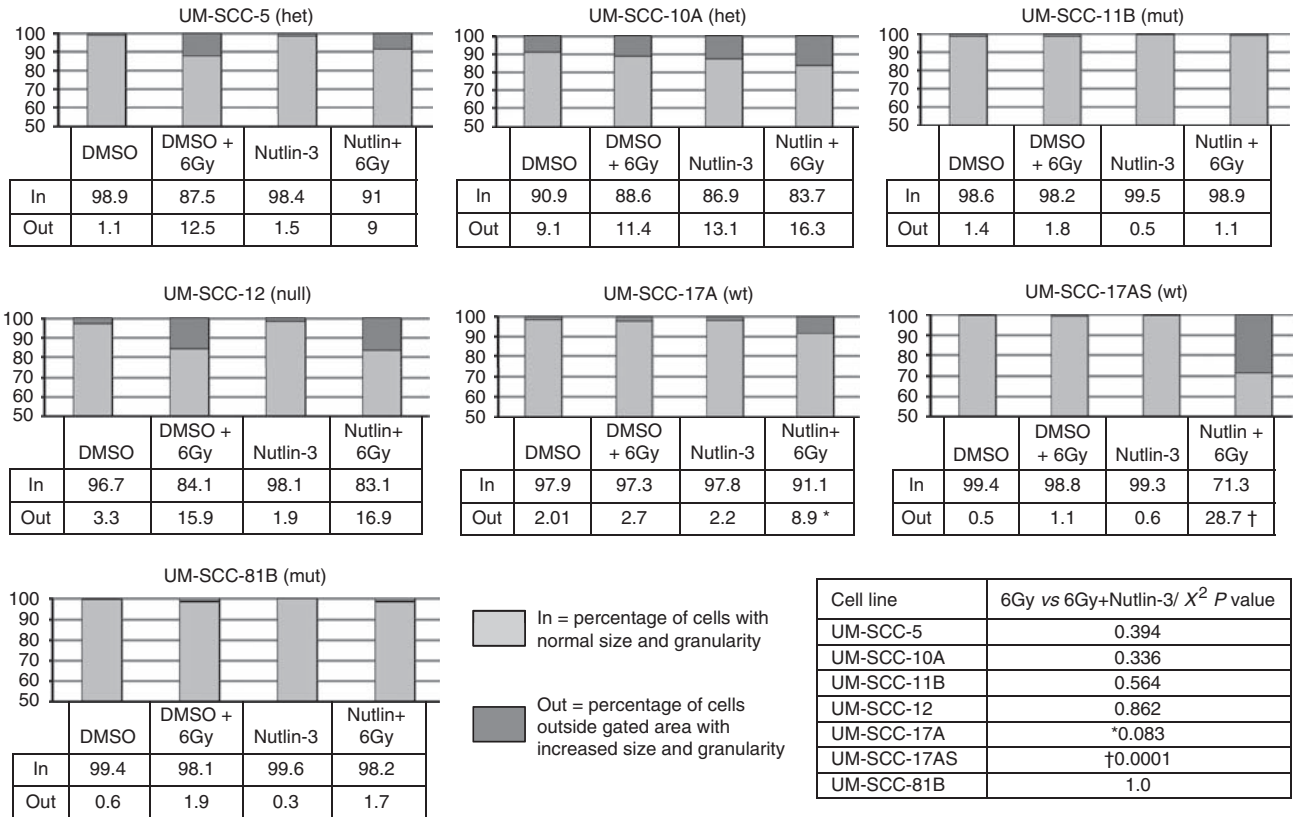 UM-SCC-5 (het)
100
90
80
70
60
50
DMSO
DMSO +
6Gy
Nutlin-3
Nutlin+
6Gy
In 98.9 87.5 98.4 91
Out 1.1 12.5 1.5 9
UM-SCC-10A (het)
100
90
80
70
60
50
DMSO
DMSO
+ 6Gy
Nutlin-3
Nutlin +
6Gy
In 90.9 88.6 86.9 83.7
Out 9.1 11.4 13.1 16.3
UM-SCC-11B (mut)
100
90
80
70
60
50
DMSO
DMSO
+ 6Gy
Nutlin-3
Nutlin +
6Gy
In 98.6 98.2 99.5 98.9
Out 1.4 1.8 0.5 1.1
UM-SCC-12 (null)
100
90
80
70
60
50
DMSO
DMSO +
6Gy
Nutlin-3
Nutlin+
6Gy
In 96.7 84.1 98.1 83.1
Out 3.3 15.9 1.9 16.9
UM-SCC-17A (wt)
100
90
80
70
60
50
DMSO
DMSO
+ 6Gy
Nutlin-3
Nutlin+
6Gy
In 97.9 97.3 97.8 91.1
Out 2.01 2.7 2.2 8.9 *
UM-SCC-17AS (wt)
100
90
80
70
60
50
DMSO
DMSO
+ 6Gy
Nutlin-3
Nutlin +
6Gy
In 99.4 98.8 99.3 71.3
Out 0.5 1.1 0.6 28.7 †
UM-SCC-81B (mut)
100
90
80
70
60
50
DMSO
DMSO +
6Gy
Nutlin-3
Nutlin+
6Gy
In 99.4 98.1 99.6 98.2
Out 0.6 1.9 0.3 1.7
In = percentage of cells with
normal size and granularity
Out = percentage of cells
outside gated area with
increased size and granularity
Cell line 6Gy vs 6Gy+Nutlin-3/ X² P value
UM-SCC-5 0.394
UM-SCC-10A 0.336
UM-SCC-11B 0.564
UM-SCC-12 0.862
UM-SCC-17A *0.083
UM-SCC-17AS †0.0001
UM-SCC-81B 1.0